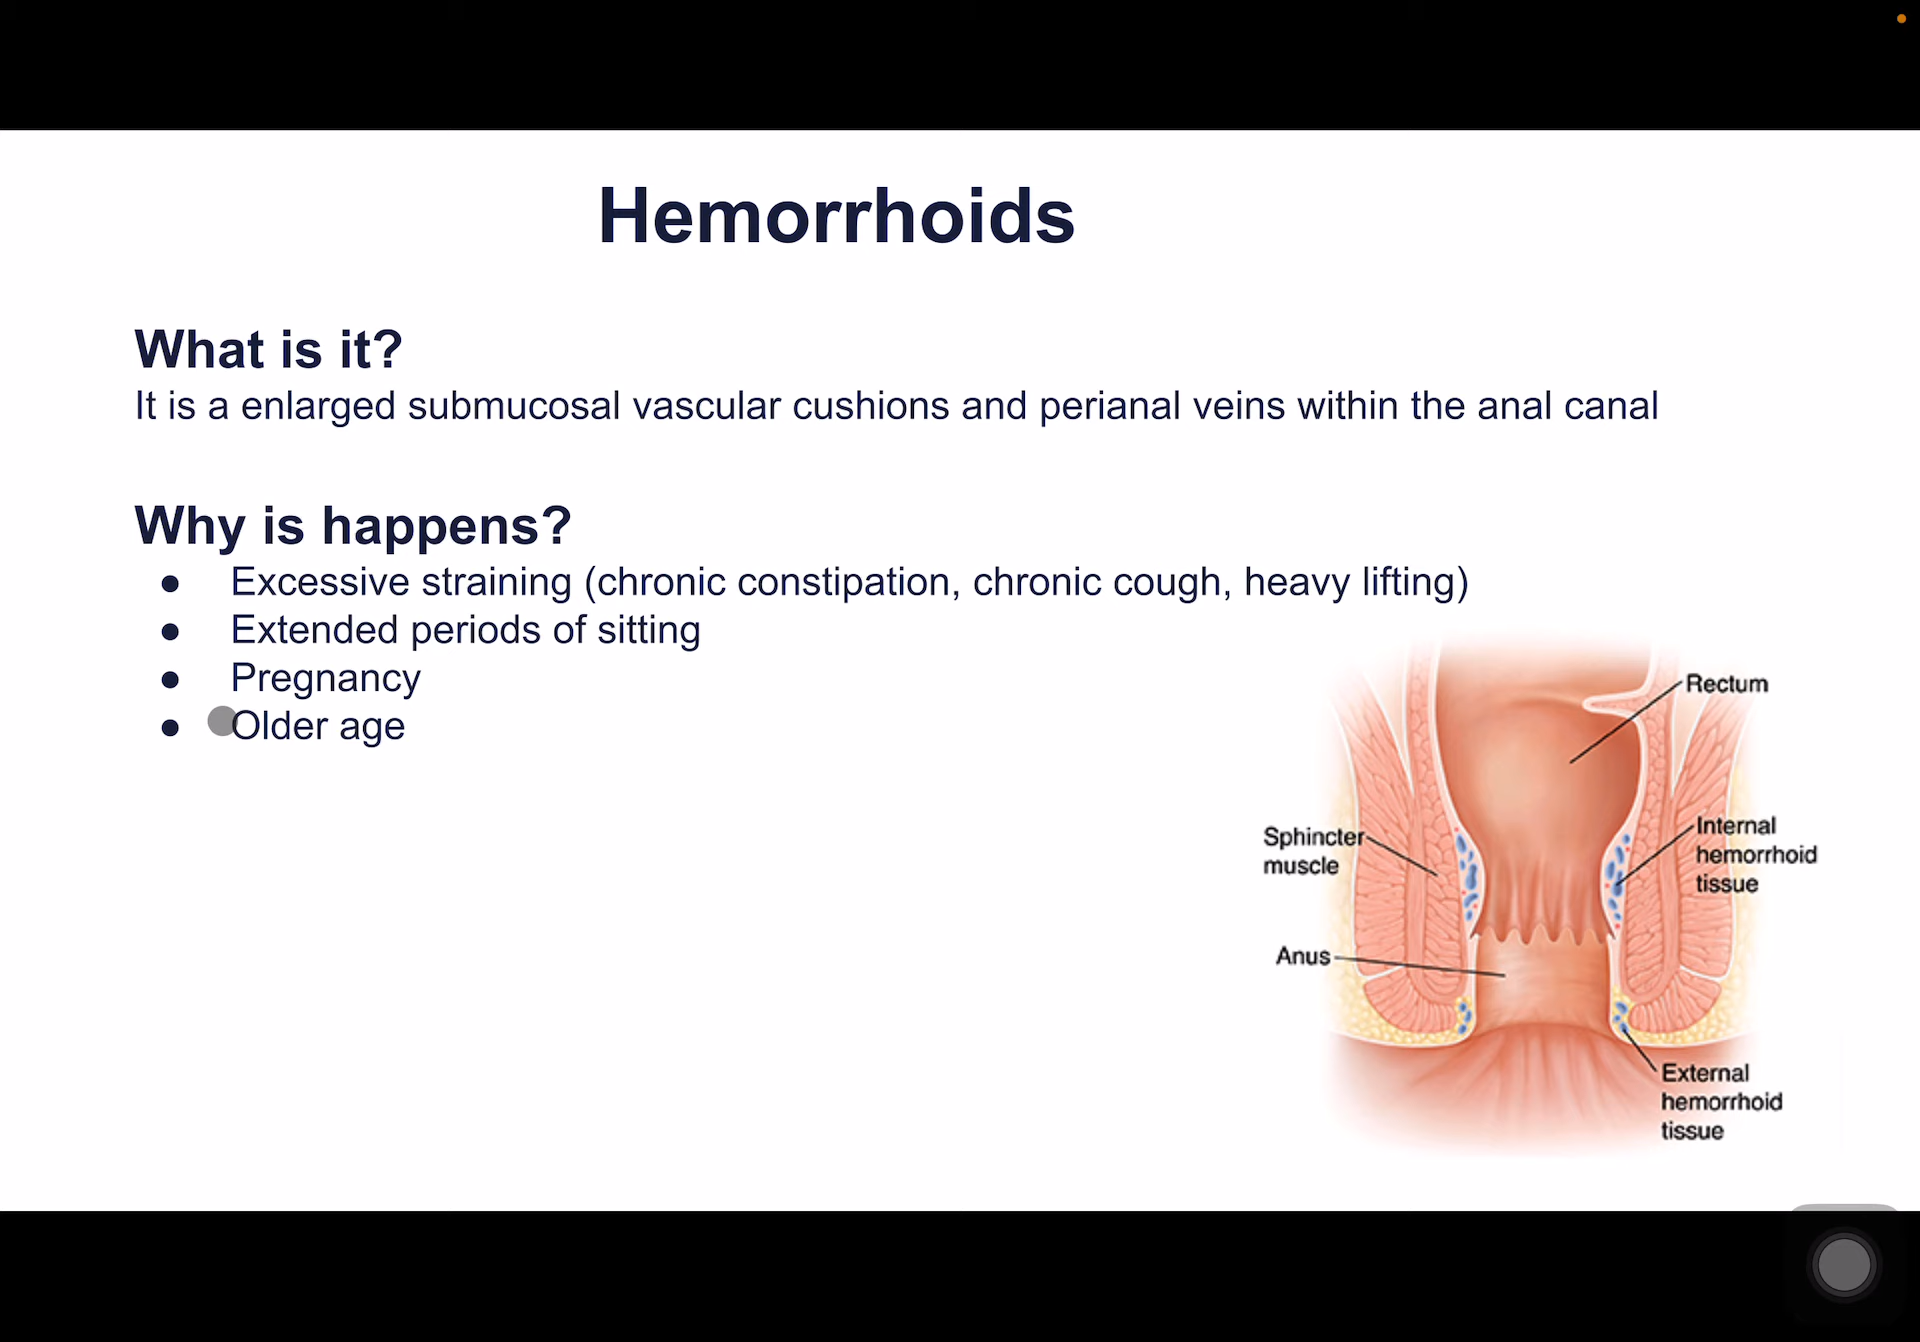 Hemorrhoids
What is it?
It is a enlarged submucosal vascular cushions and perianal veins within the anal canal
Why is happens?
● Excessive straining (chronic constipation, chronic cough, heavy lifting)
● Extended periods of sitting
● Pregnancy
● Older age
Rectum
Sphincter
muscle
Internal
hemorrhoid
tissue
Anus
External
hemorrhoid
tissue